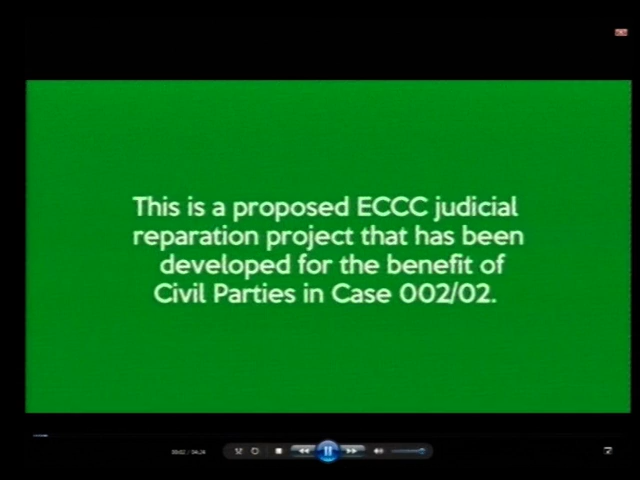 This is a proposed ECCC judicial
reparation project that has been
developed for the benefit of
Civil Parties in Case 002/02.